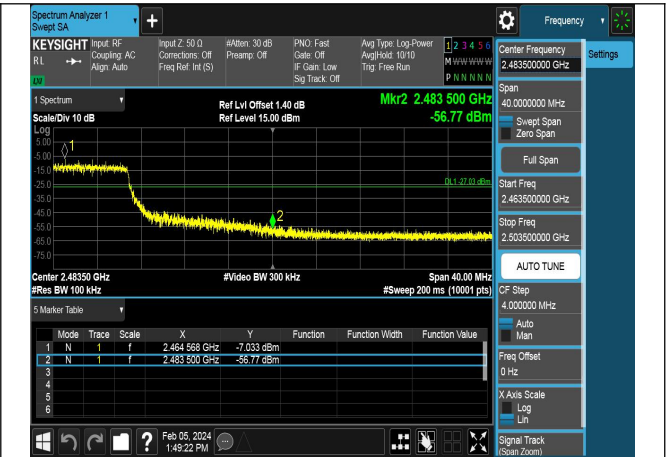 Spectrum Analyzer 1
Swept SA
Frequency
KEYSIGHT
RL
Input: RF
Coupling: AC
Align: Auto
Input Z: 50 Ω
Corrections: Off
Freq Ref: Int (S)
#Atten: 30 dB
Preamp: Off
PNO: Fast
Gate: Off
IF Gain: Low
Sig Track: Off
Avg Type: Log-Power
Avg|Hold: 10/10
Trig: Free Run
1 2 3 4 5 6
M W W W W W
P N N N N N
1 Spectrum
Scale/Div 10 dB
Ref Lvl Offset 1.40 dB
Ref Level 15.00 dBm
Mkr2 2.483 500 GHz
-56.77 dBm
Log
5.00
-5.00
-15.0
-25.0
-35.0
-45.0
-55.0
-65.0
-75.0
1
2
DL1 -27.03 dBm
Center 2.48350 GHz
#Res BW 100 kHz
#Video BW 300 kHz
Span 40.00 MHz
#Sweep 200 ms (10001 pts)
5 Marker Table
Mode Trace Scale X Y Function Function Width Function Value
1 N 1 f 2.464 568 GHz -7.033 dBm
2 N 1 f 2.483 500 GHz -56.77 dBm
3
4
5
6
Feb 05, 2024
1:49:22 PM
Center Frequency
2.483500000 GHz
Settings
Span
40.0000000 MHz
Swept Span
Zero Span
Full Span
Start Freq
2.463500000 GHz
Stop Freq
2.503500000 GHz
AUTO TUNE
CF Step
4.000000 MHz
Auto
Man
Freq Offset
0 Hz
X Axis Scale
Log
Lin
Signal Track
(Span Zoom)